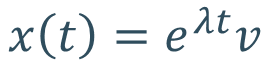 x(t) = e^{λt}v